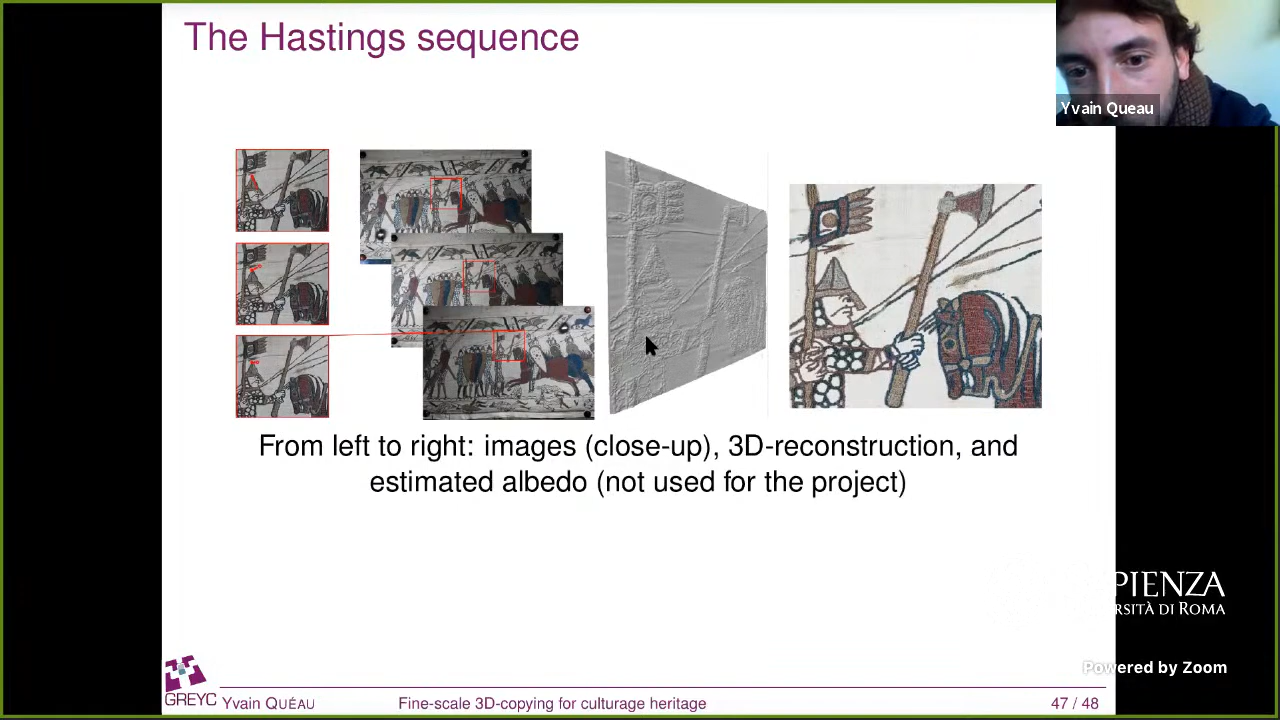 The Hastings sequence
Yvain Queau
From left to right: images (close-up), 3D-reconstruction, and
estimated albedo (not used for the project)
PIENZA
RSITÀ DI ROMA
Powered by Zoom
GREYC
Yvain QUÉAU
Fine-scale 3D-copying for culturage heritage
47 / 48